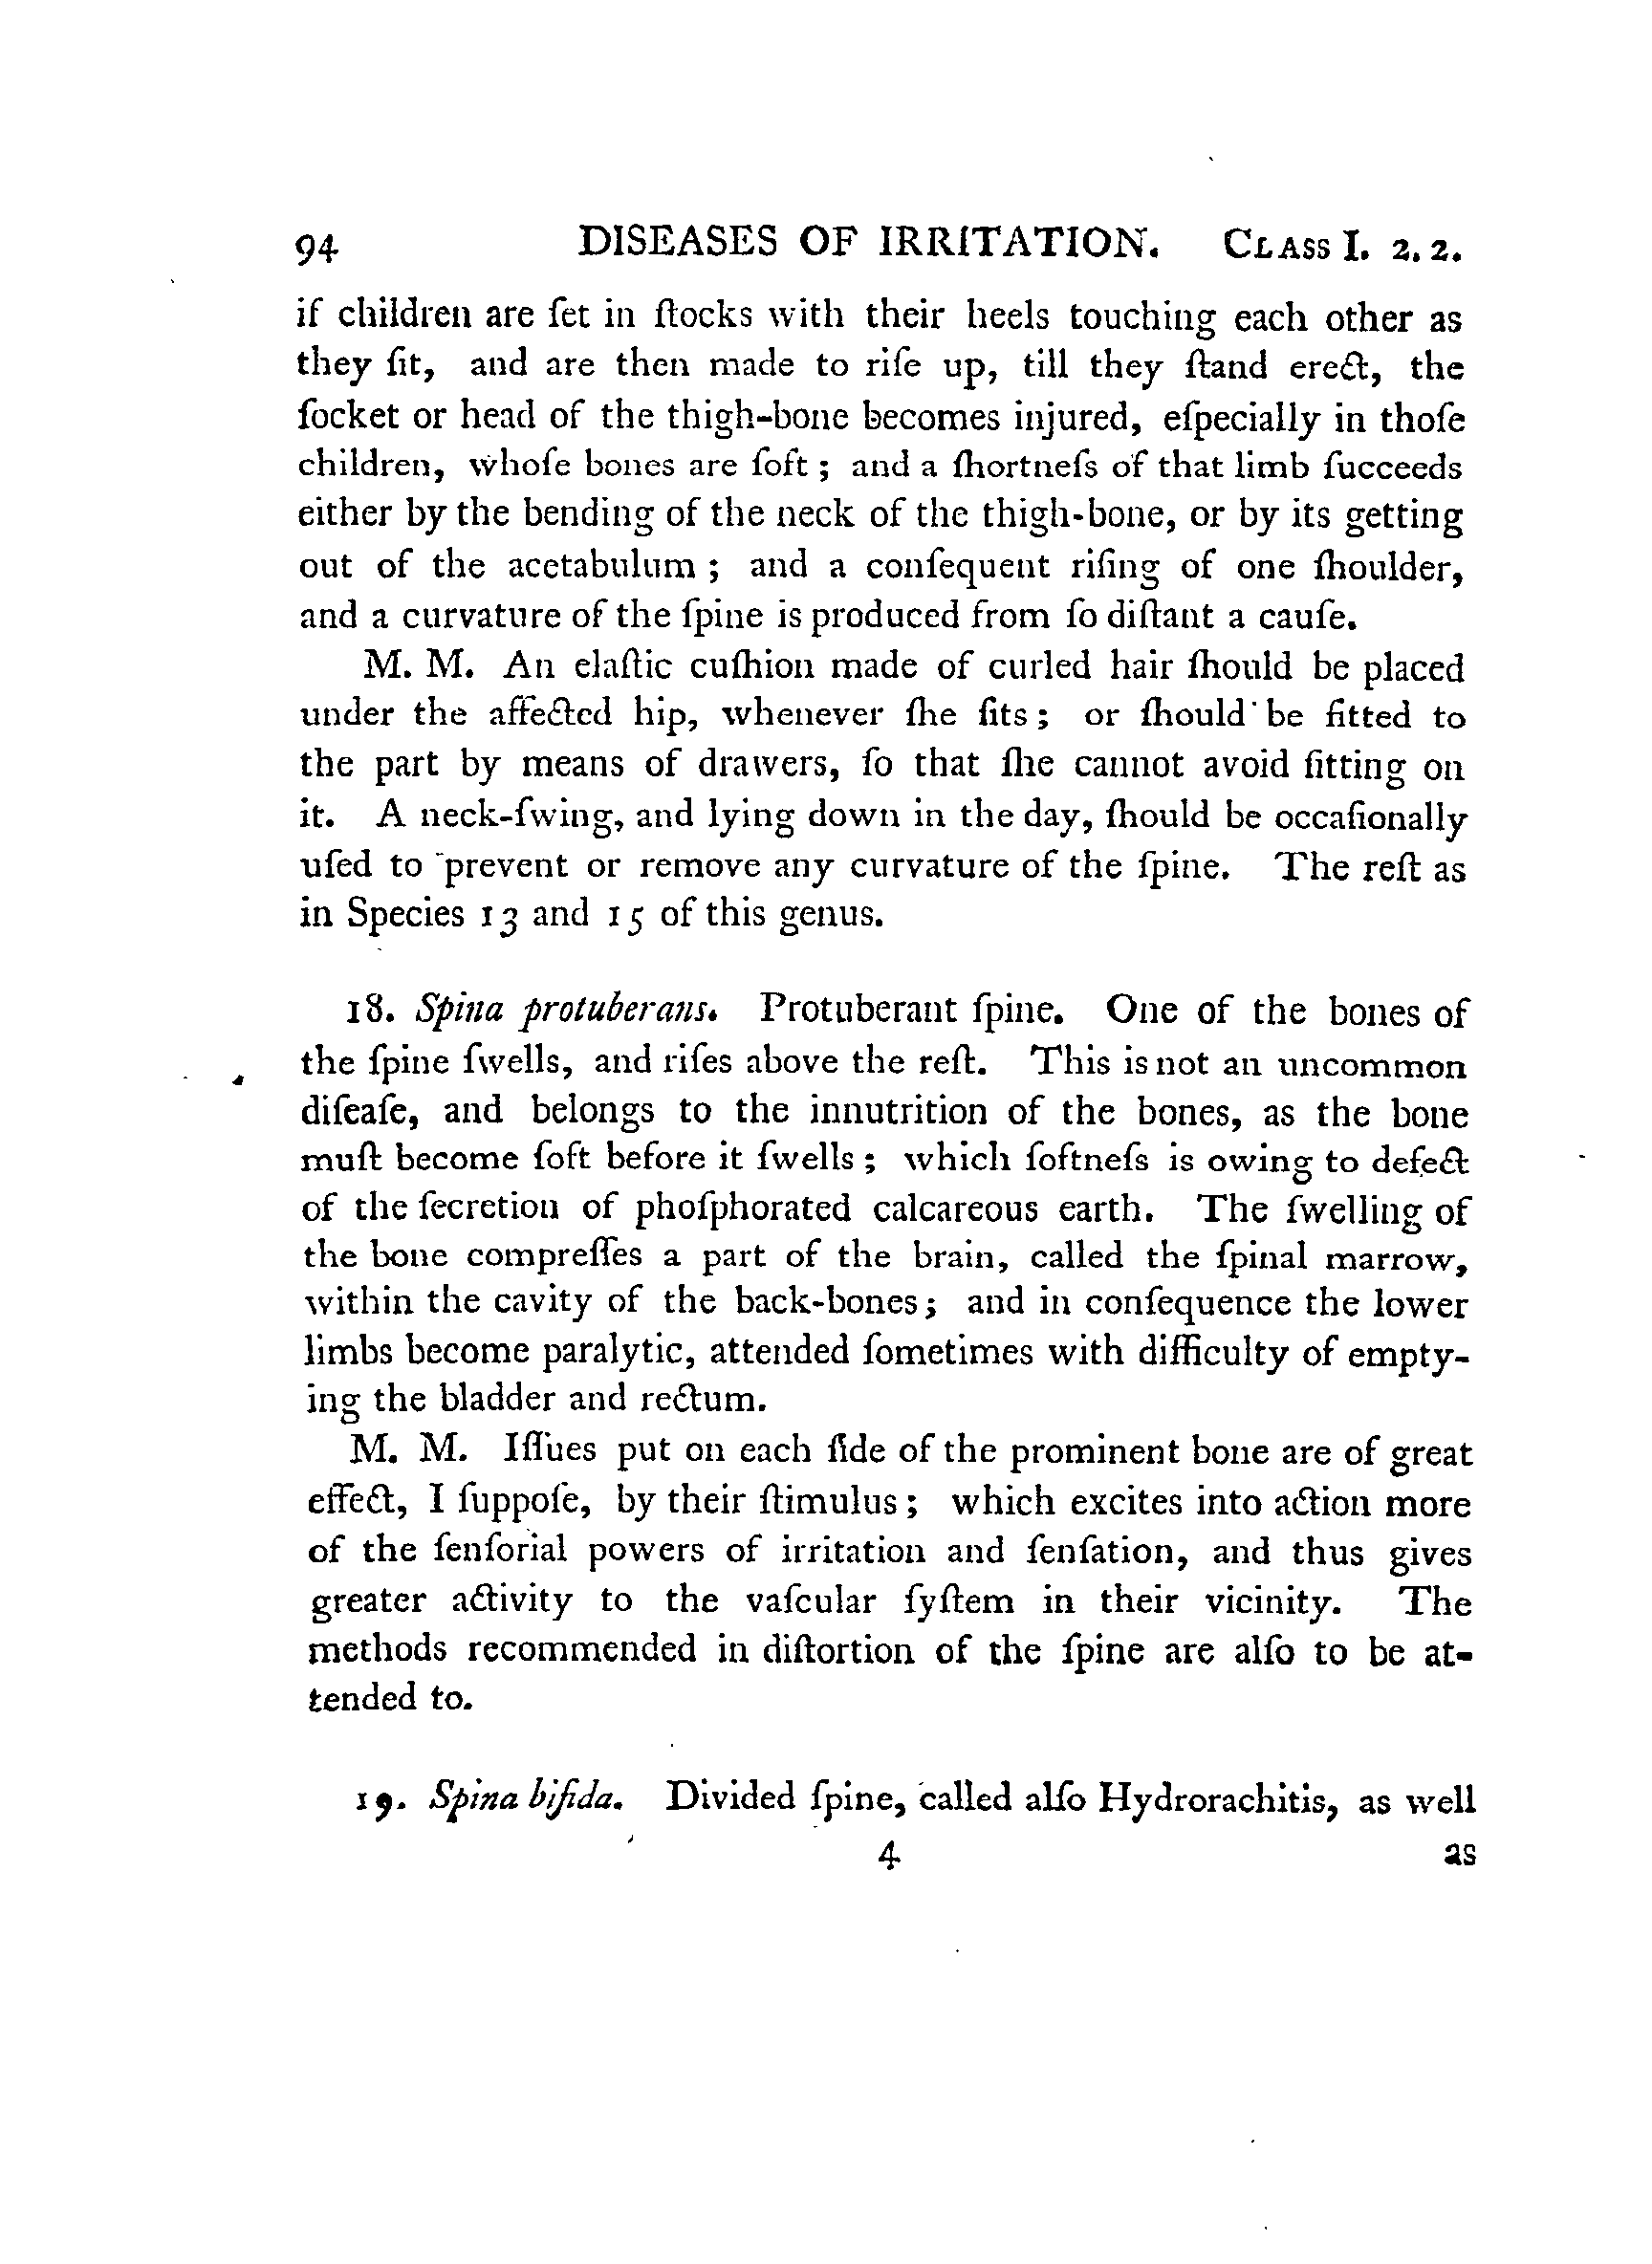 94 DISEASES OF IRRITATION. CLASS I. 2. 2.
if children are ſet in ſtocks with their heels touching each other as
they ſit, and are then made to riſe up, till they ſtand erect, the
ſocket or head of the thigh-bone becomes injured, eſpecially in thoſe
children, whoſe bones are ſoft ; and a ſhortneſs of that limb ſucceeds
either by the bending of the neck of the thigh-bone, or by its getting
out of the acetabulum ; and a conſequent riſing of one ſhoulder,
and a curvature of the ſpine is produced from ſo diſtant a cauſe.
M. M. An elaſtic cuſhion made of curled hair ſhould be placed
under the affected hip, whenever ſhe ſits ; or ſhould be fitted to
the part by means of drawers, ſo that ſhe cannot avoid ſitting on
it. A neck-ſwing, and lying down in the day, ſhould be occaſionally
uſed to prevent or remove any curvature of the ſpine. The reſt as
in Species 13 and 15 of this genus.
18. Spina protuberans. Protuberant ſpine. One of the bones of
the ſpine ſwells, and riſes above the reſt. This is not an uncommon
diſeaſe, and belongs to the innutrition of the bones, as the bone
muſt become ſoft before it ſwells ; which ſoftneſs is owing to defect
of the ſecretion of phoſphorated calcareous earth. The ſwelling of
the bone compreſſes a part of the brain, called the ſpinal marrow,
within the cavity of the back-bones ; and in conſequence the lower
limbs become paralytic, attended ſometimes with difficulty of empty-
ing the bladder and rectum.
M. M. Iſſues put on each ſide of the prominent bone are of great
effect, I ſuppoſe, by their ſtimulus ; which excites into action more
of the ſenſorial powers of irritation and ſenſation, and thus gives
greater activity to the vaſcular ſyſtem in their vicinity. The
methods recommended in diſtortion of the ſpine are alſo to be at-
tended to.
19. Spina bifida. Divided ſpine, called alſo Hydrorachitis, as well
4 as